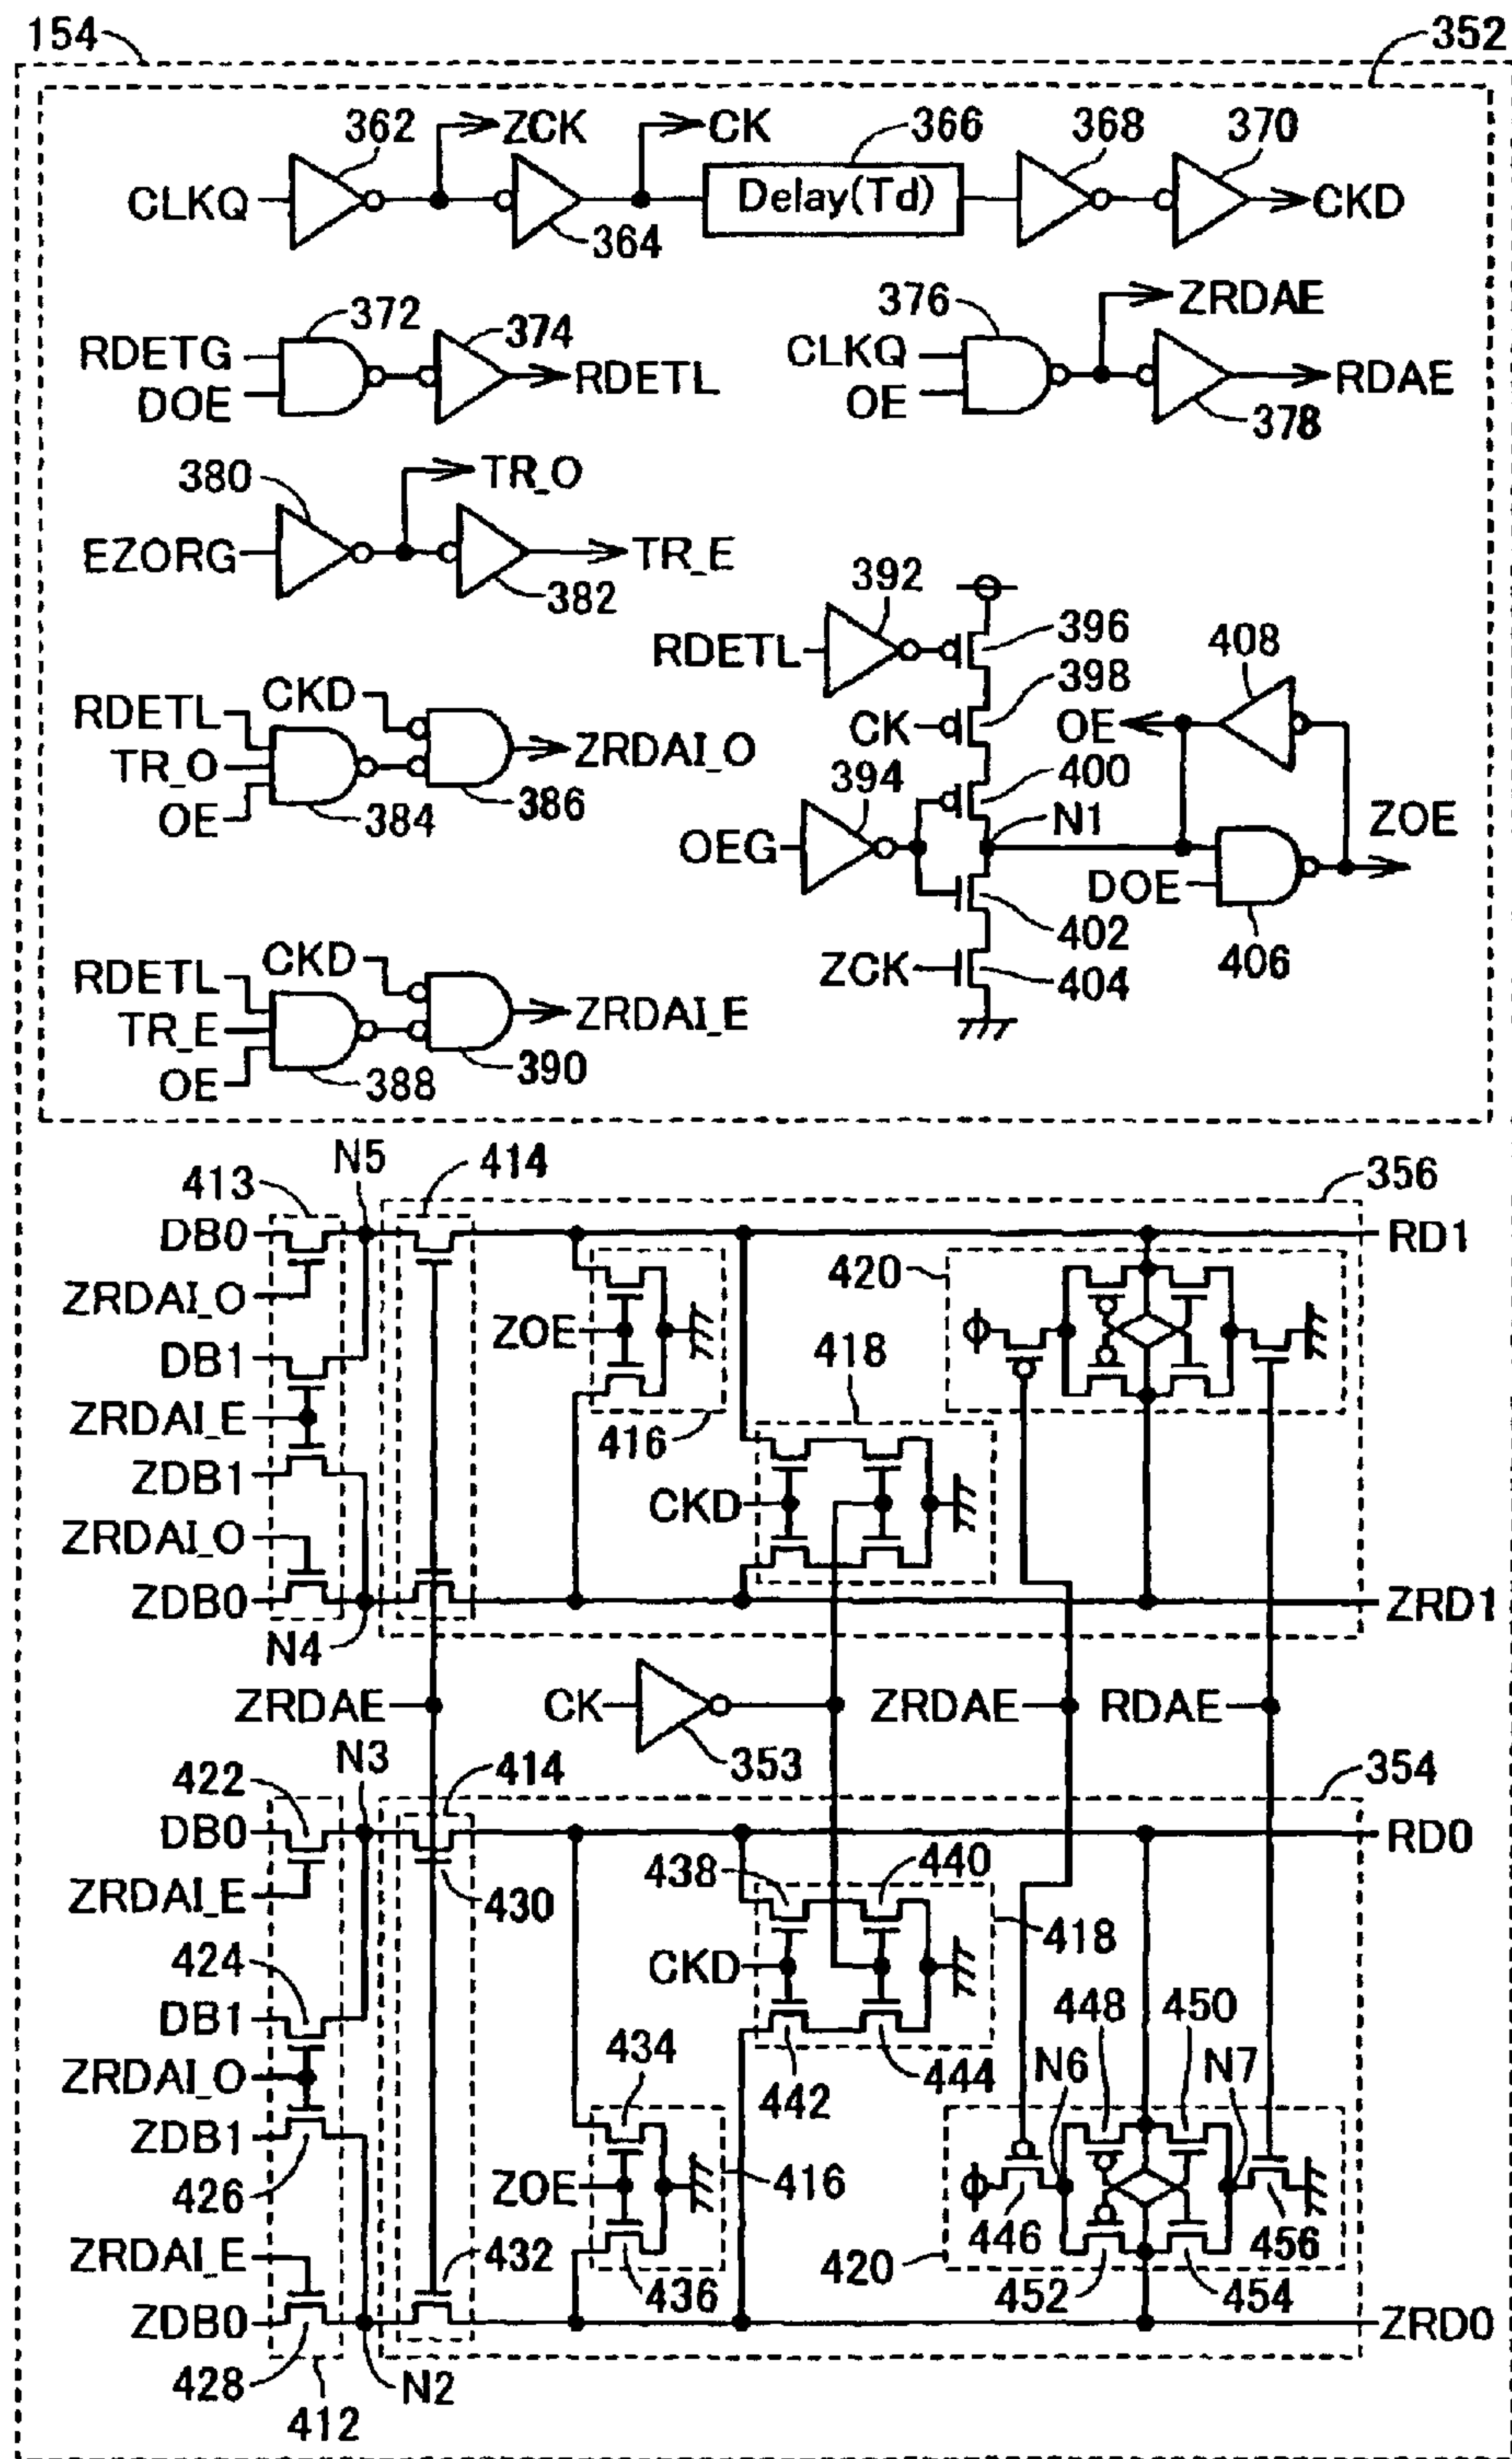 154
352
362
ZCK
CK
366
368
370
CLKQ
Delay(Td)
CKD
364
372
374
376
ZRDAE
RDETG
DOE
RDETL
CLKQ
OE
RDAE
378
380
TR_O
EZORG
TR_E
382
392
396
RDETL
408
398
RDETL
CKD
TR_O
OE
ZRDAI_O
384
386
CK
OE
394
400
N1
ZOE
OEG
DOE
402
406
ZCK
404
RDETL
CKD
TR_E
OE
ZRDAI_E
388
390
N5
414
413
356
DB0
RD1
ZRDAI_O
420
ZOE
DB1
418
ZRDAI_E
416
ZDB1
CKD
ZRDAI_O
ZDB0
ZRD1
N4
ZRDAE
CK
ZRDAE
RDAE
353
N3
414
354
422
DB0
RD0
438
440
ZRDAI_E
430
418
424
CKD
DB1
448
450
434
N6
N7
ZRDAI_O
442
444
ZDB1
426
ZOE
416
446
456
ZRDAI_E
432
420
436
452
454
ZDB0
ZRD0
428
N2
412